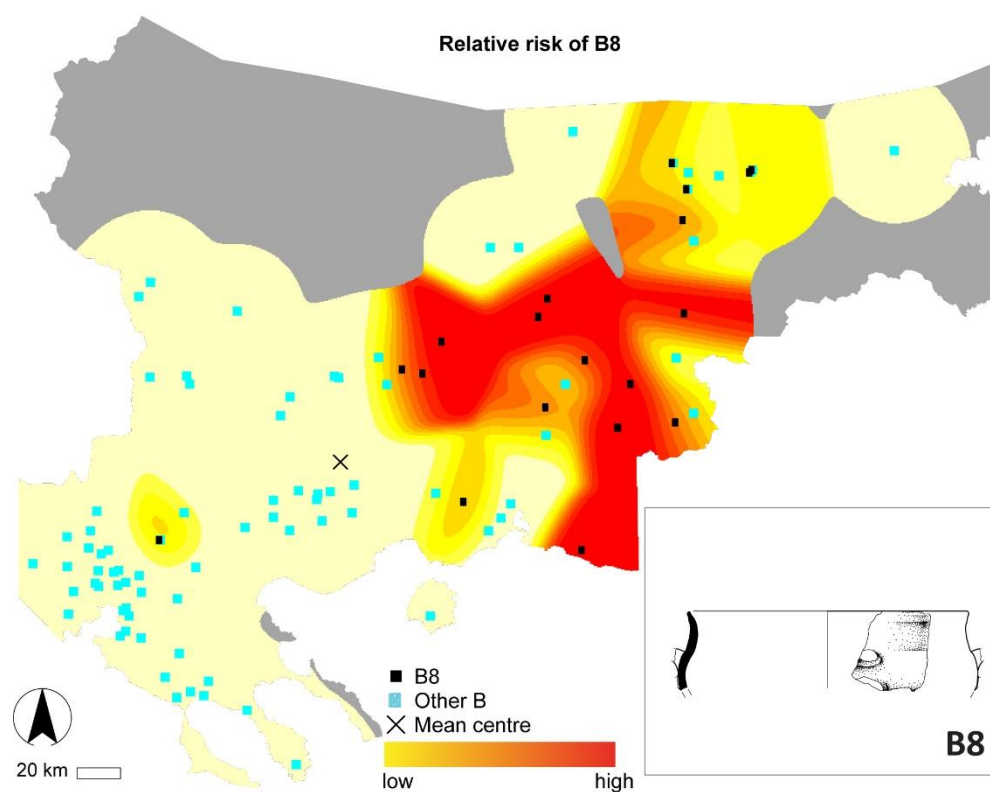 Relative risk of B8
B8
Other B
Mean centre
low high
20 km
B8